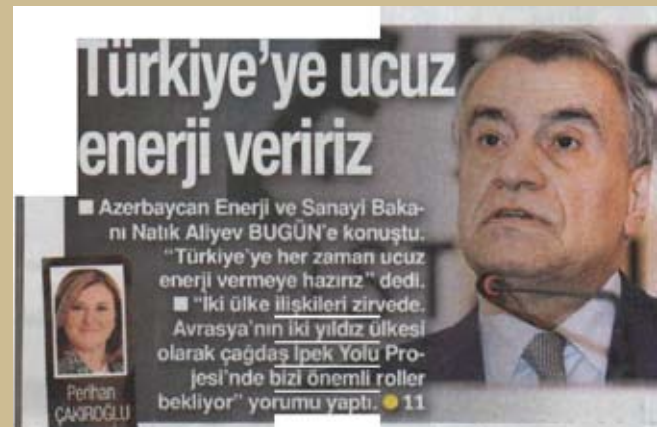 Türkiye'ye ucuz
enerji veririz
■ Azerbaycan Enerji ve Sanayi Baka-
nı Natık Aliyev BUGÜN'e konuştu.
"Türkiye'ye her zaman ucuz
enerji vermeye hazırız" dedi.
■ "İki ülke ilişkileri zirvede.
Avrasya'nın iki yıldız ülkesi
olarak çağdaş İpek Yolu Pro-
jesi'nde bizi önemli roller
bekliyor" yorumu yaptı. ● 11
Perihan
ÇAKIROĞLU